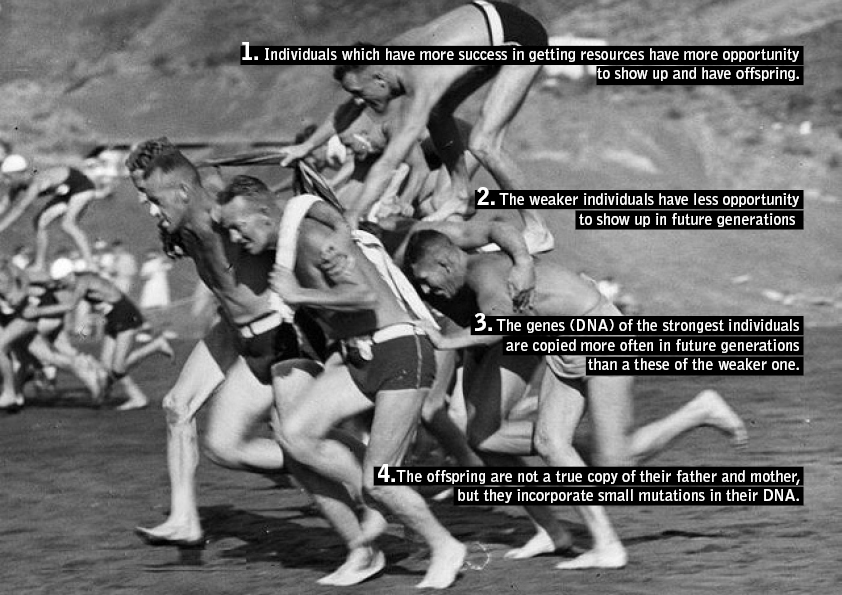 1. Individuals which have more success in getting resources have more opportunity
to show up and have offspring.
2. The weaker individuals have less opportunity
to show up in future generations
3. The genes (DNA) of the strongest individuals
are copied more often in future generations
than a these of the weaker one.
4.The offspring are not a true copy of their father and mother,
but they incorporate small mutations in their DNA.